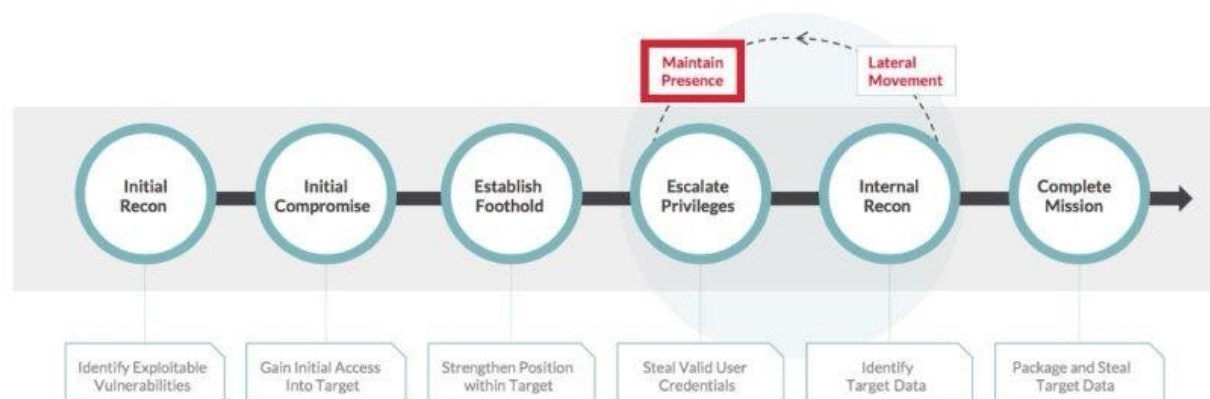 Maintain
Presence
Lateral
Movement
Initial
Recon
Initial
Compromise
Establish
Foothold
Escalate
Privileges
Internal
Recon
Complete
Mission
Identify Exploitable
Vulnerabilities
Gain Initial Access
Into Target
Strengthen Position
within Target
Steal Valid User
Credentials
Identify
Target Data
Package and Steal
Target Data